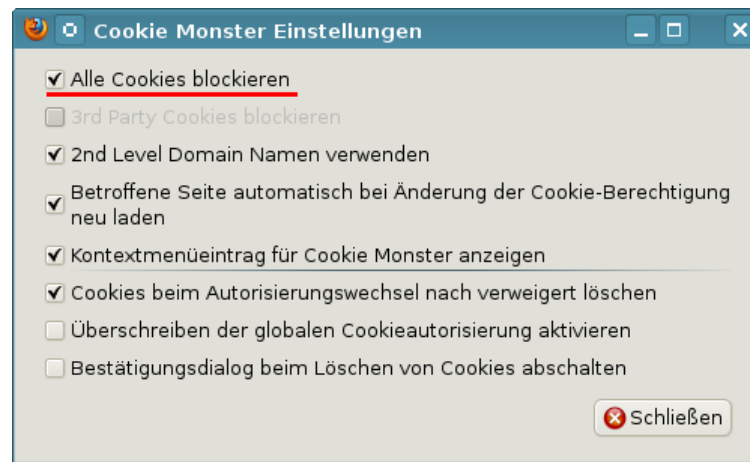 Cookie Monster Einstellungen
Alle Cookies blockieren
3rd Party Cookies blockieren
2nd Level Domain Namen verwenden
Betroffene Seite automatisch bei Änderung der Cookie-Berechtigung
neu laden
Kontextmenüeintrag für Cookie Monster anzeigen
Cookies beim Autorisierungswechsel nach verweigert löschen
Überschreiben der globalen Cookieautorisierung aktivieren
Bestätigungsdialog beim Löschen von Cookies abschalten
Schließen